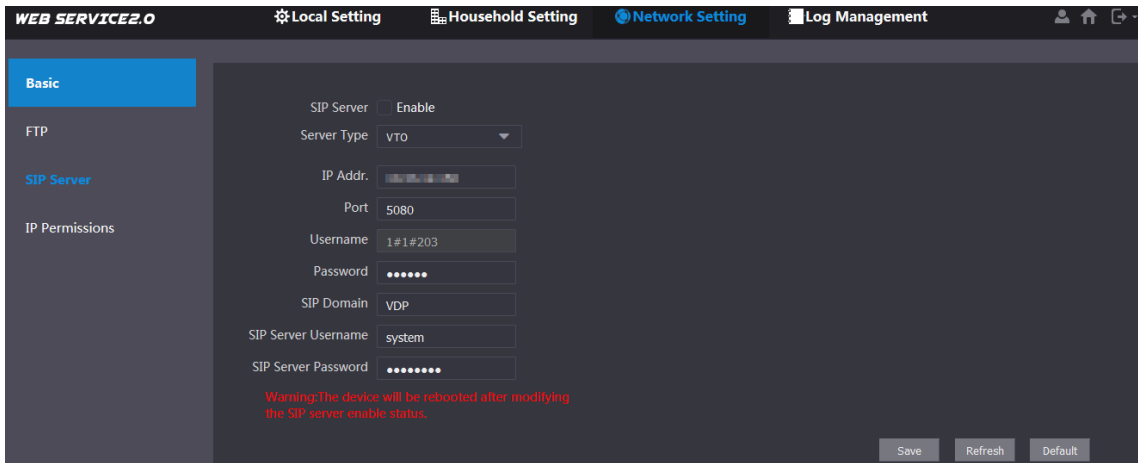 WEB SERVICE2.0 Local Setting Household Setting Network Setting Log Management
Basic
FTP
SIP Server
IP Permissions
SIP Server Enable
Server Type VTO
IP Addr.
Port 5080
Username 1#1#203
Password ••••••
SIP Domain VDP
SIP Server Username system
SIP Server Password ••••••••
Warning:The device will be rebooted after modifying
the SIP server enable status.
Save Refresh Default